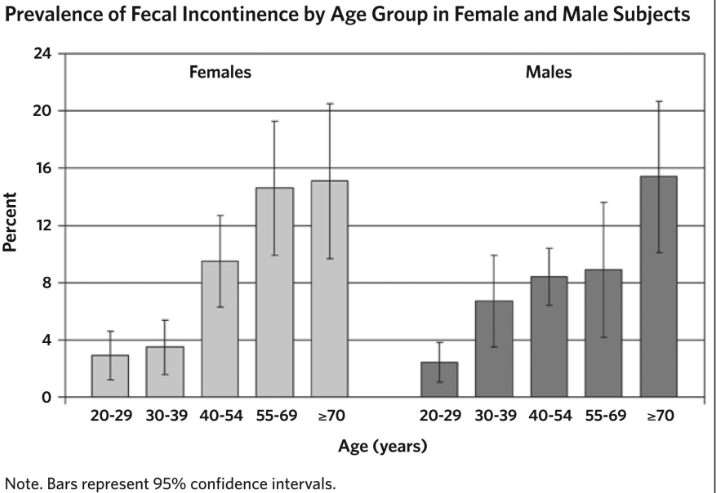 Prevalence of Fecal Incontinence by Age Group in Female and Male Subjects
24
Females
Males
20
16
12
8
4
0
Percent
20-29 30-39 40-54 55-69 ≥70 20-29 30-39 40-54 55-69 ≥70
Age (years)
Note. Bars represent 95% confidence intervals.